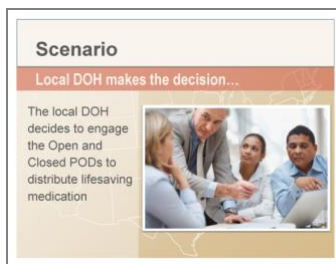 Scenario
Local DOH makes the decision…
The local DOH
decides to engage
the Open and
Closed PODs to
distribute lifesaving
medication